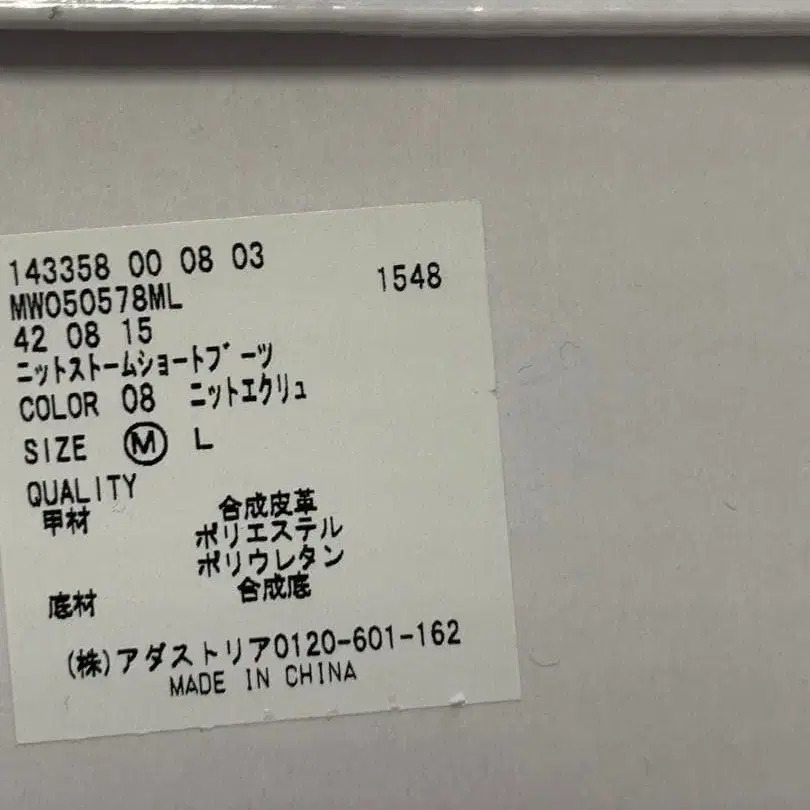 143358 00 08 03
1548
MW050578ML
42 08 15
ニットストームショートブーツ
COLOR 08 ニットエクリュ
SIZE Ⓜ L
QUALITY
甲材 合成皮革
ポリエステル
ポリウレタン
底材 合成底
(株)アダストリア0120-601-162
MADE IN CHINA